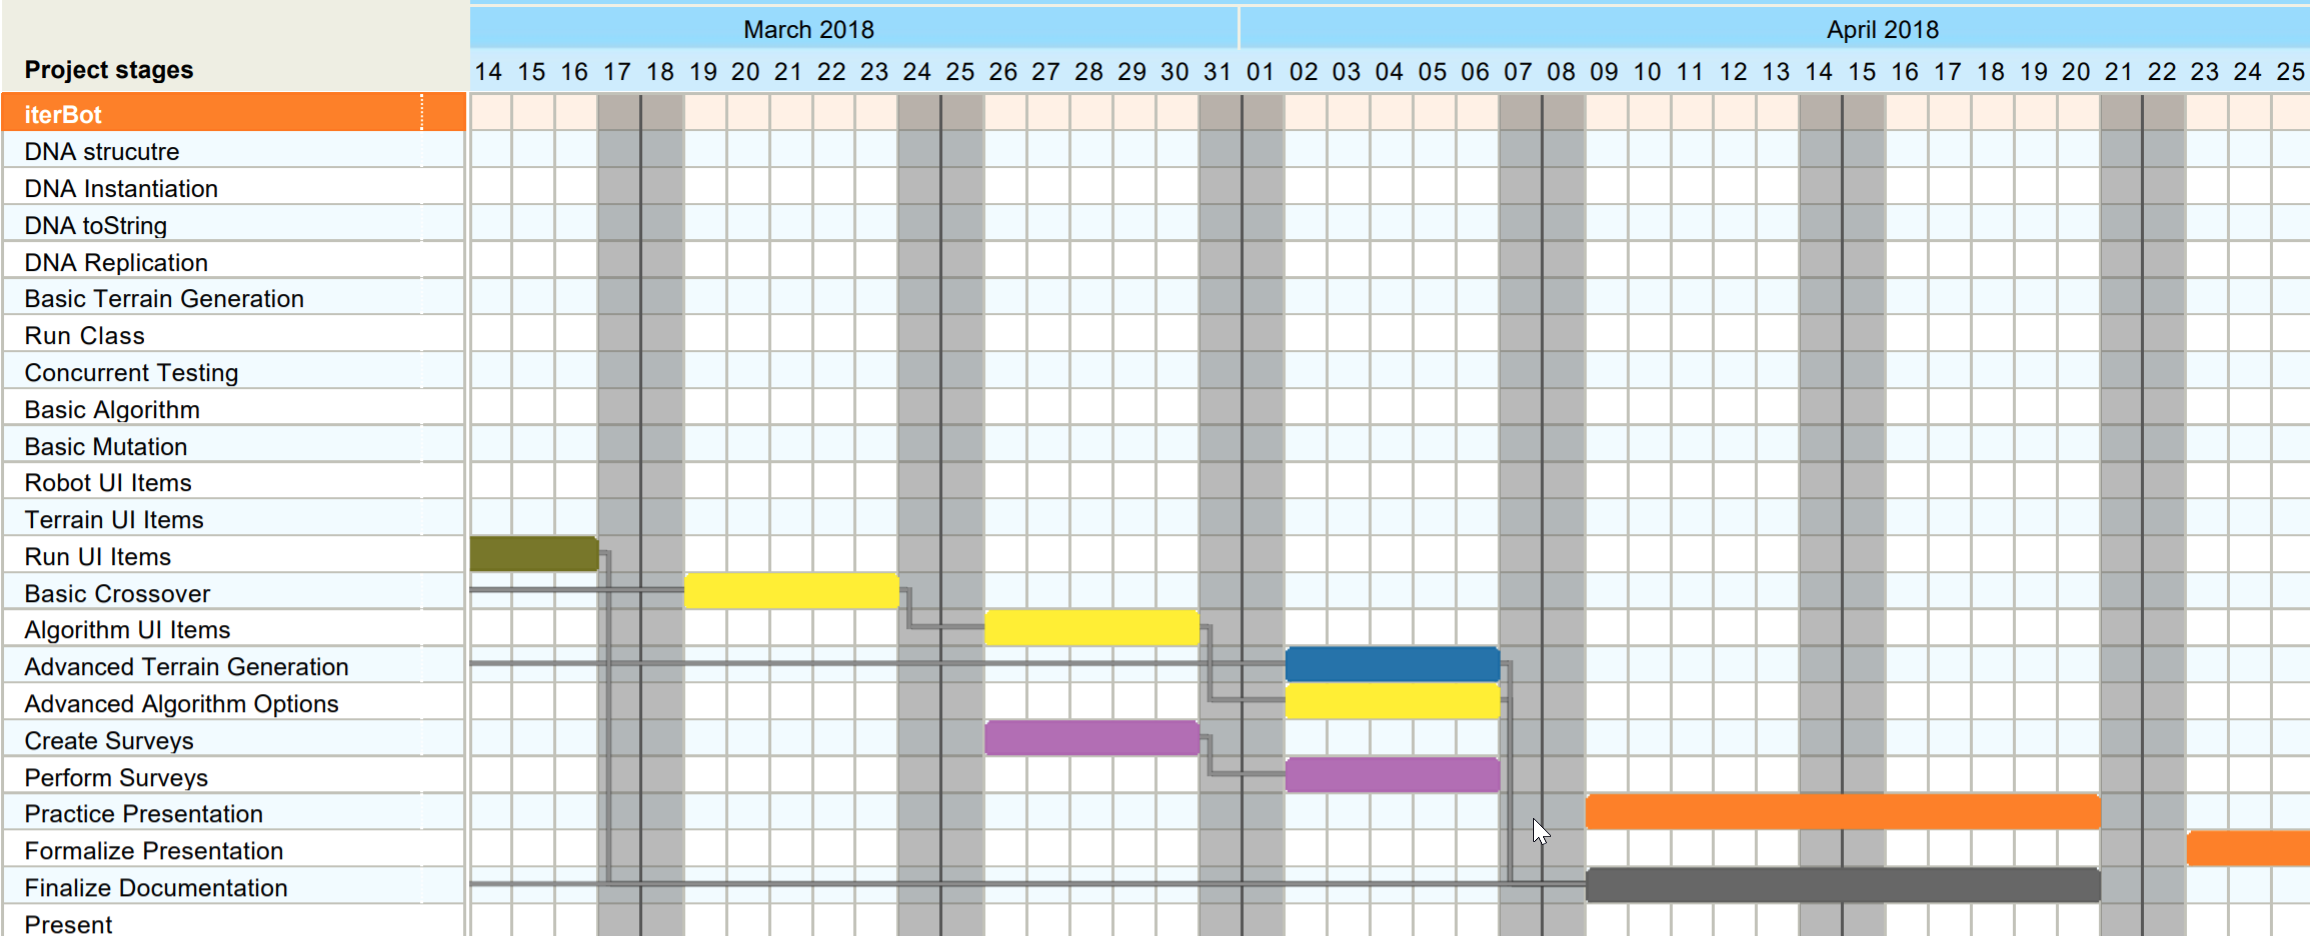 March 2018 April 2018
Project stages 14 15 16 17 18 19 20 21 22 23 24 25 26 27 28 29 30 31 01 02 03 04 05 06 07 08 09 10 11 12 13 14 15 16 17 18 19 20 21 22 23 24 25
iterBot
DNA strucutre
DNA Instantiation
DNA toString
DNA Replication
Basic Terrain Generation
Run Class
Concurrent Testing
Basic Algorithm
Basic Mutation
Robot UI Items
Terrain UI Items
Run UI Items
Basic Crossover
Algorithm UI Items
Advanced Terrain Generation
Advanced Algorithm Options
Create Surveys
Perform Surveys
Practice Presentation
Formalize Presentation
Finalize Documentation
Present